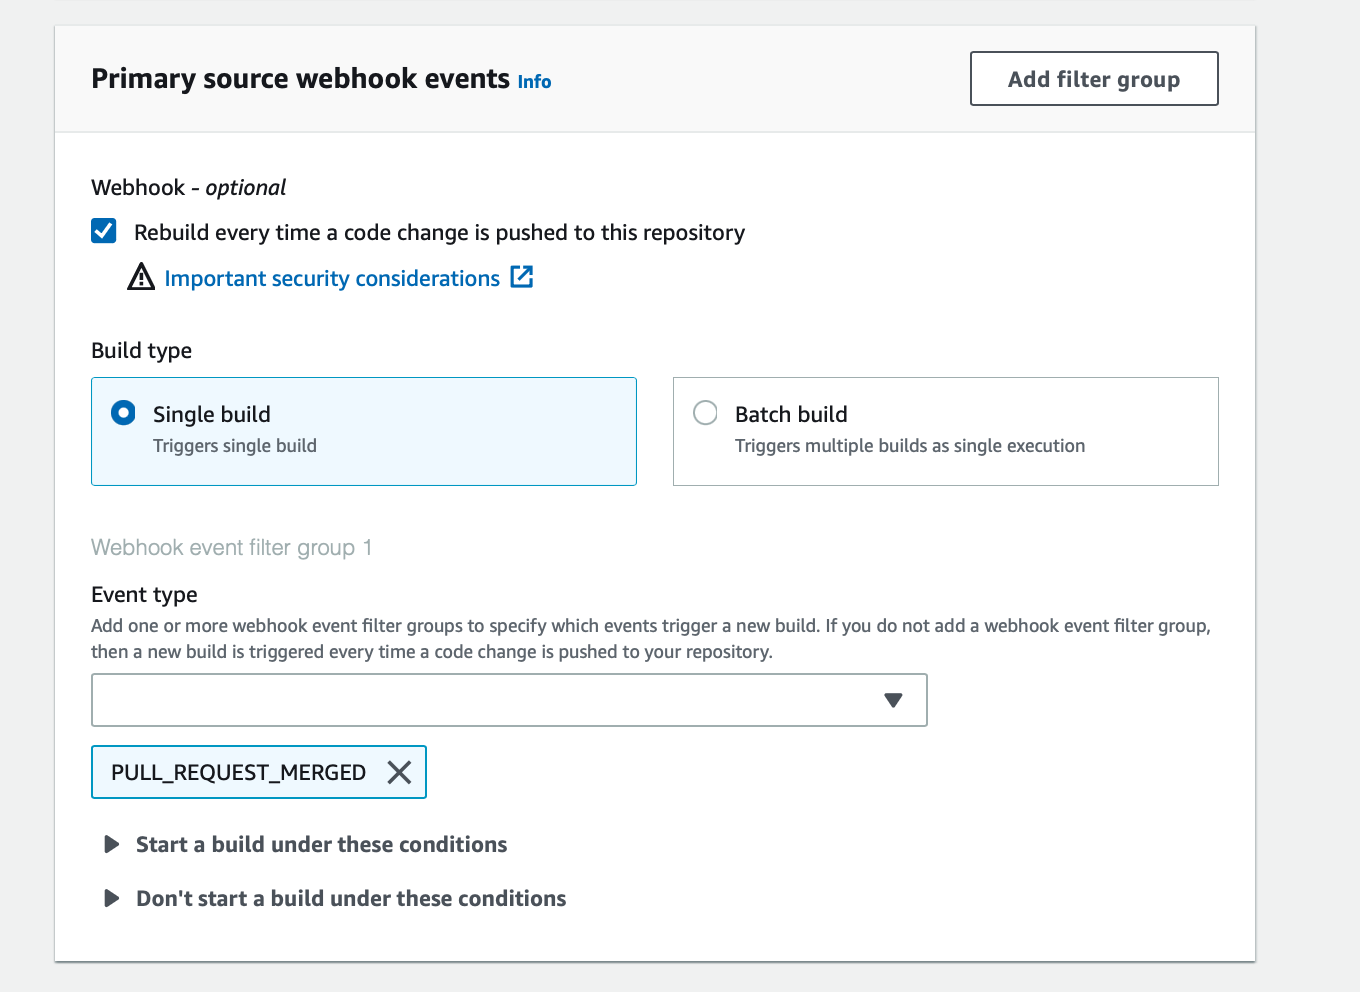 Primary source webhook events Info
Add filter group
Webhook - optional
Rebuild every time a code change is pushed to this repository
Important security considerations
Build type
Single build
Triggers single build
Batch build
Triggers multiple builds as single execution
Webhook event filter group 1
Event type
Add one or more webhook event filter groups to specify which events trigger a new build. If you do not add a webhook event filter group,
then a new build is triggered every time a code change is pushed to your repository.
PULL_REQUEST_MERGED
Start a build under these conditions
Don't start a build under these conditions